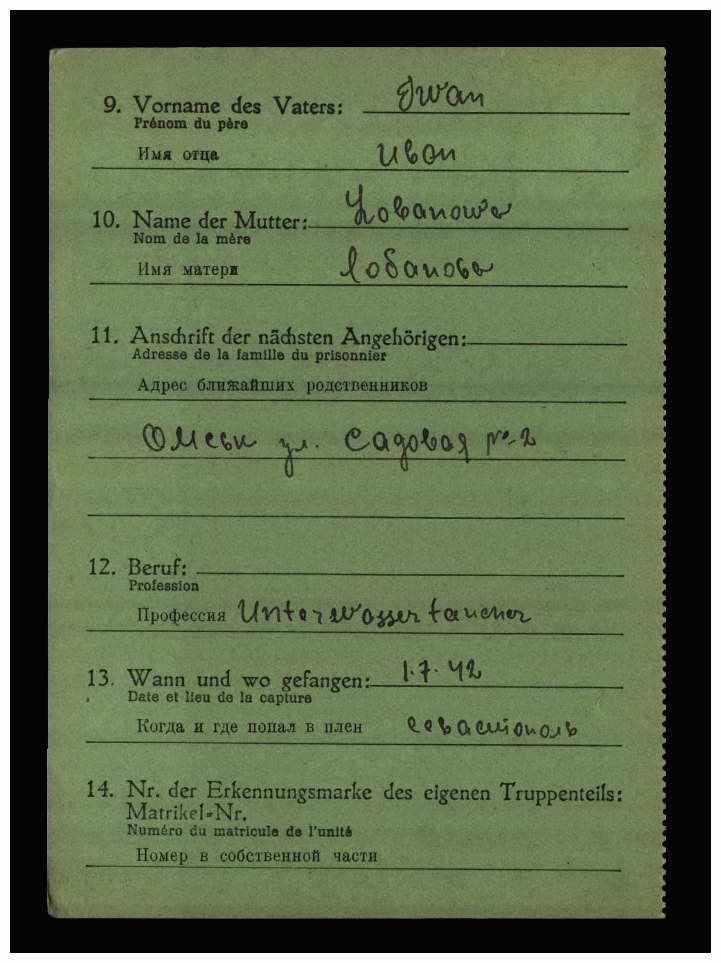 9. Vorname des Vaters: Iwan
Prénom du père
Имя отца Иван
10. Name der Mutter: Lobanowa
Nom de la mère
Имя матери Лобанова
11. Anschrift der nächsten Angehörigen:
Adresse de la famille du prisonnier
Адрес ближайших родственников
Омськ ул. Садовая №-2
12. Beruf:
Profession
Профессия Unterwassertaucher
13. Wann und wo gefangen: 1.7.42
Date et lieu de la capture
Когда и где попал в плен Севастополь
14. Nr. der Erkennungsmarke des eigenen Truppenteils:
Matrikel-Nr.
Numéro du matricule de l'unité
Номер в собственной части